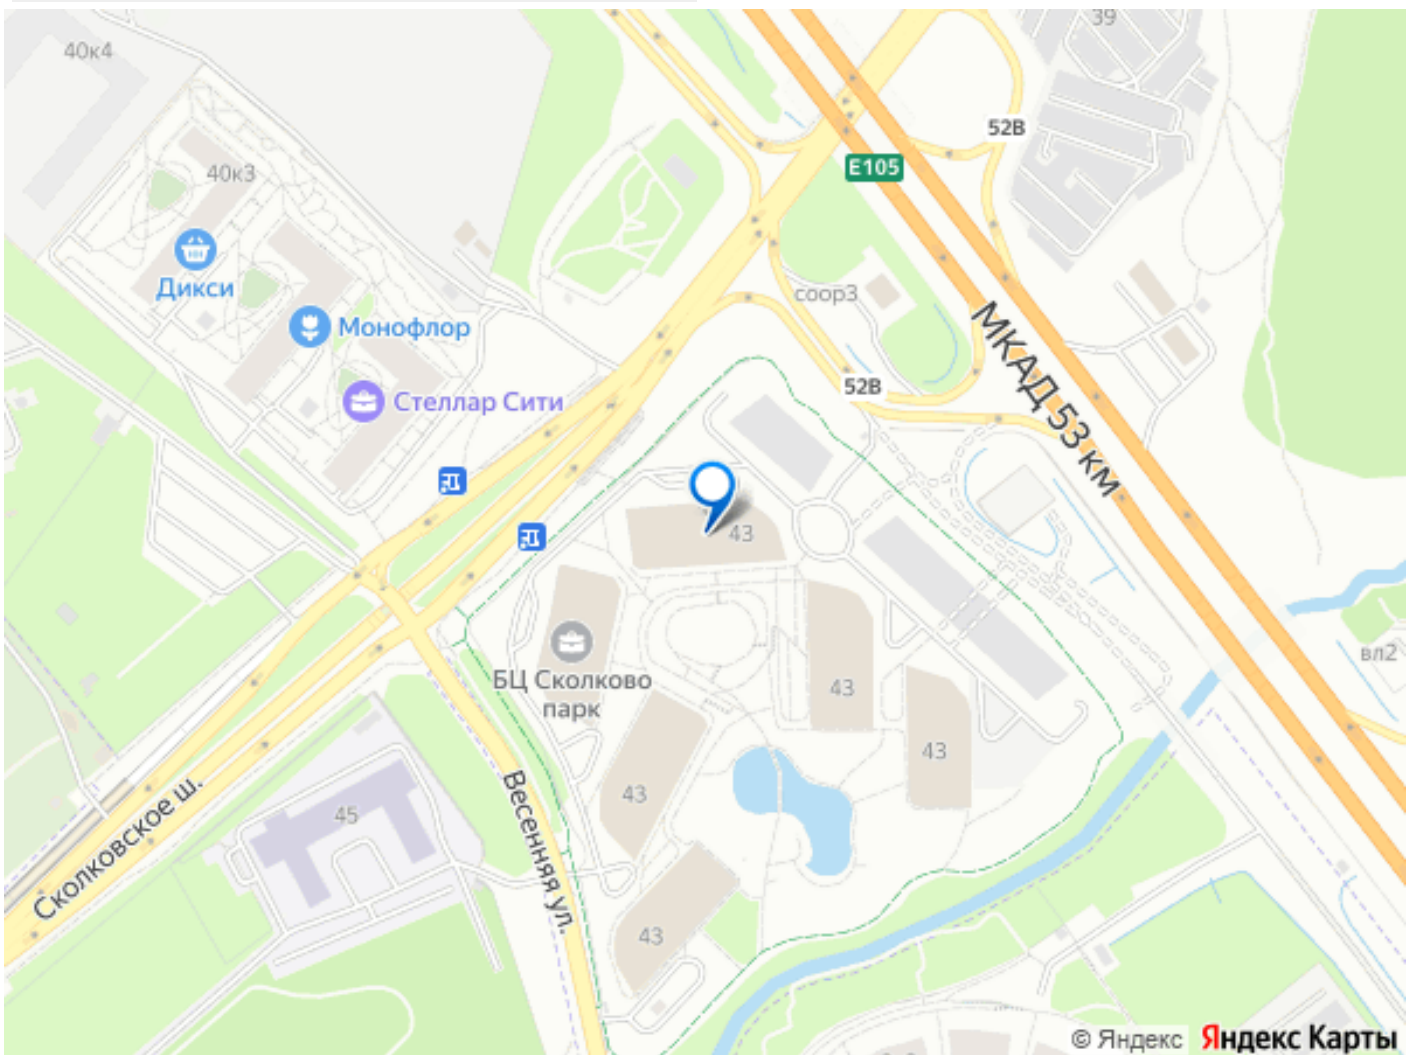 39
40к4
52В
E105
40к3
Дикси
соор3
Монофлор
МКАД 53 км
52В
Стеллар Сити
43
вл2
БЦ Сколково
парк
43
43
43
45
Весенняя ул.
Сколковское ш.
43
© Яндекс
Яндекс Карты